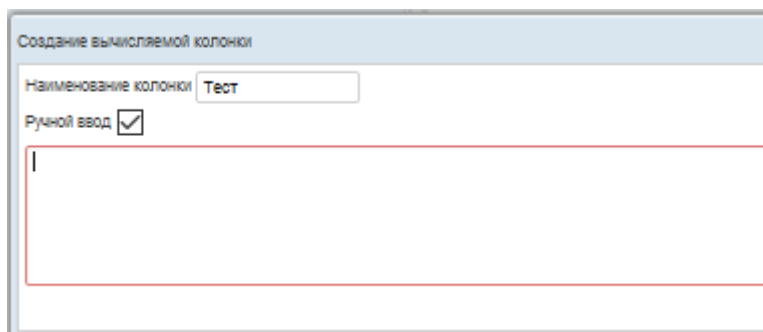 Создание вычисляемой колонки
Наименование колонки Тест
Ручной ввод